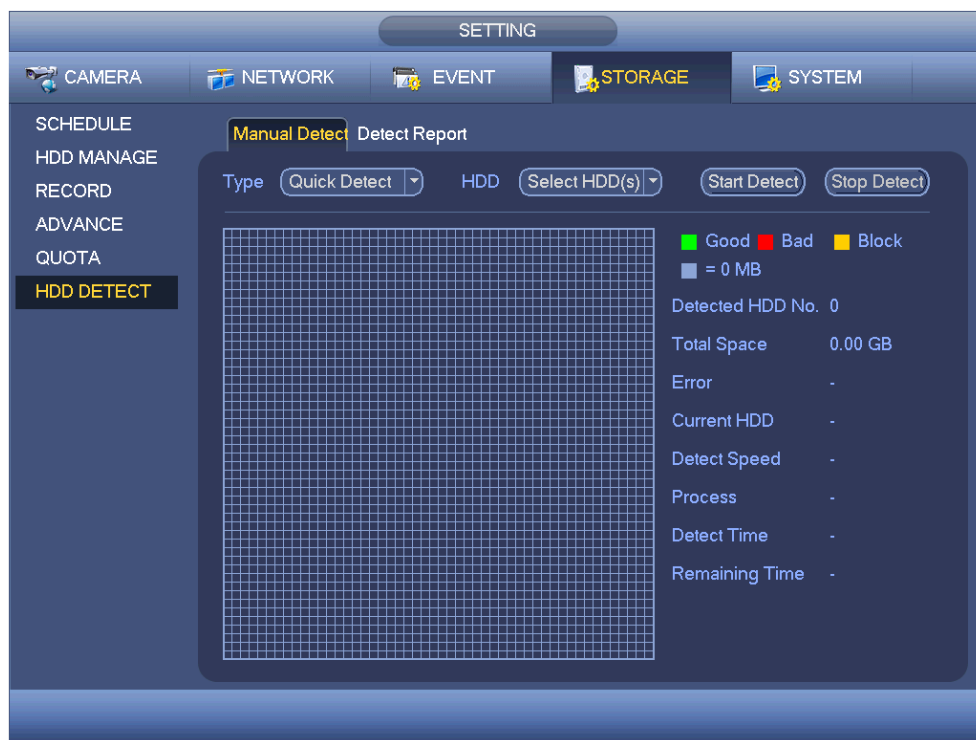 SETTING
CAMERA NETWORK EVENT STORAGE SYSTEM
SCHEDULE
HDD MANAGE
RECORD
ADVANCE
QUOTA
HDD DETECT
Manual Detect Detect Report
Type Quick Detect HDD Select HDD(s) Start Detect Stop Detect
Good Bad Block
= 0 MB
Detected HDD No. 0
Total Space 0.00 GB
Error -
Current HDD -
Detect Speed -
Process -
Detect Time -
Remaining Time -